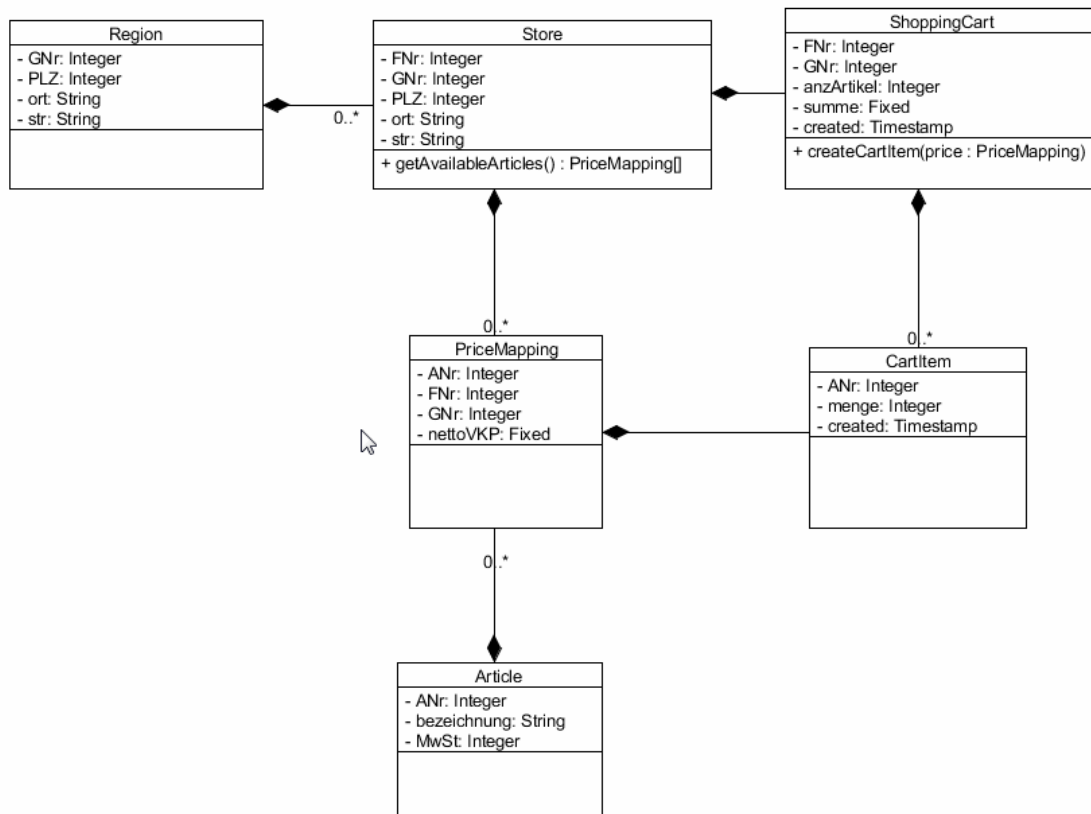 Region
- GNr: Integer
- PLZ: Integer
- ort: String
- str: String
0..*
Store
- FNr: Integer
- GNr: Integer
- PLZ: Integer
- ort: String
- str: String
+ getAvailableArticles() : PriceMapping[]
ShoppingCart
- FNr: Integer
- GNr: Integer
- anzArtikel: Integer
- summe: Fixed
- created: Timestamp
+ createCartItem(price : PriceMapping)
0..*
PriceMapping
- ANr: Integer
- FNr: Integer
- GNr: Integer
- nettoVKP: Fixed
0..*
CartItem
- ANr: Integer
- menge: Integer
- created: Timestamp
0..*
Article
- ANr: Integer
- bezeichnung: String
- MwSt: Integer